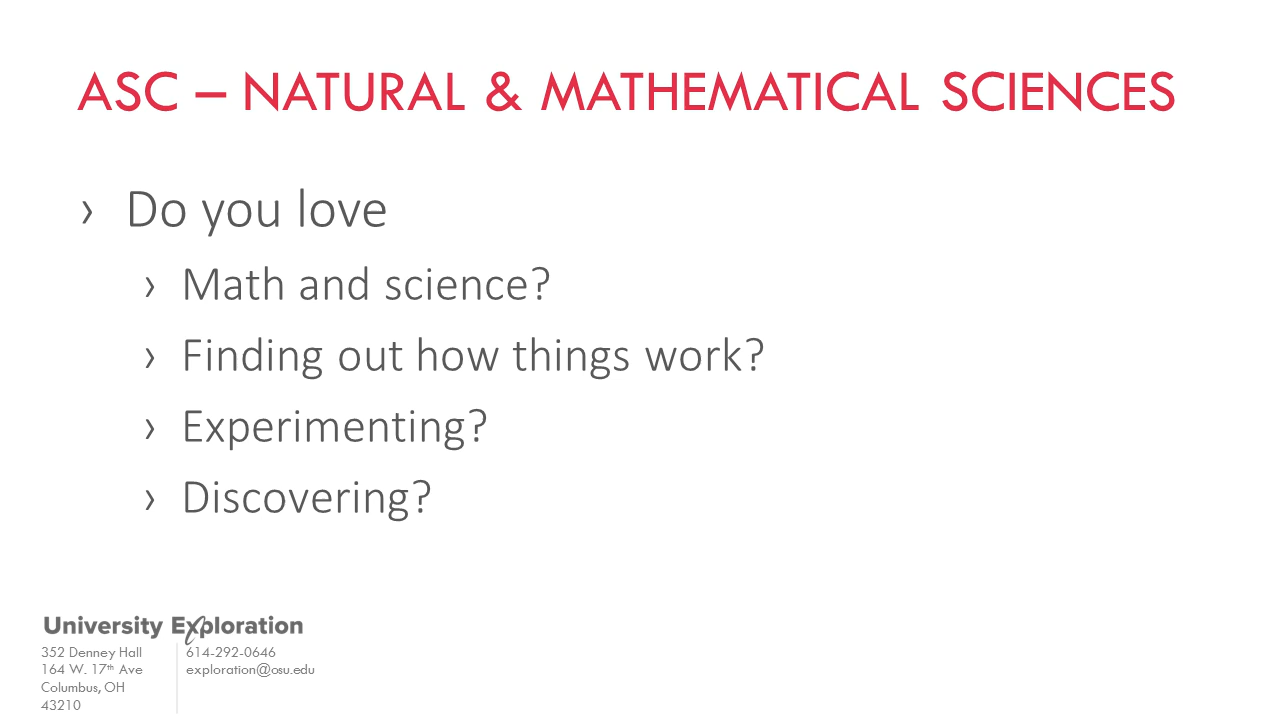 ASC – NATURAL & MATHEMATICAL SCIENCES
› Do you love
› Math and science?
› Finding out how things work?
› Experimenting?
› Discovering?
University Exploration
352 Denney Hall
164 W. 17th Ave
Columbus, OH
43210
614-292-0646
exploration@osu.edu